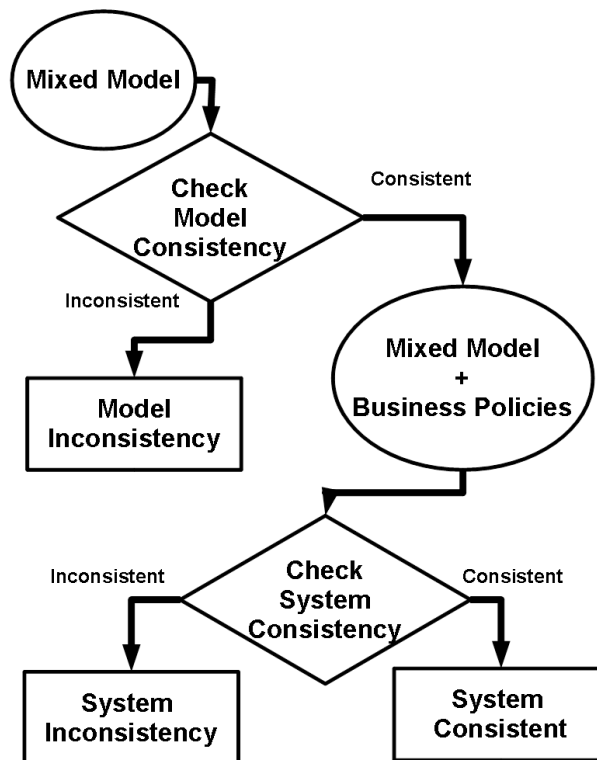 Mixed Model
Check
Model
Consistency
Consistent
Inconsistent
Mixed Model
+
Business Policies
Model
Inconsistency
Check
System
Consistency
Inconsistent
Consistent
System
Inconsistency
System
Consistent